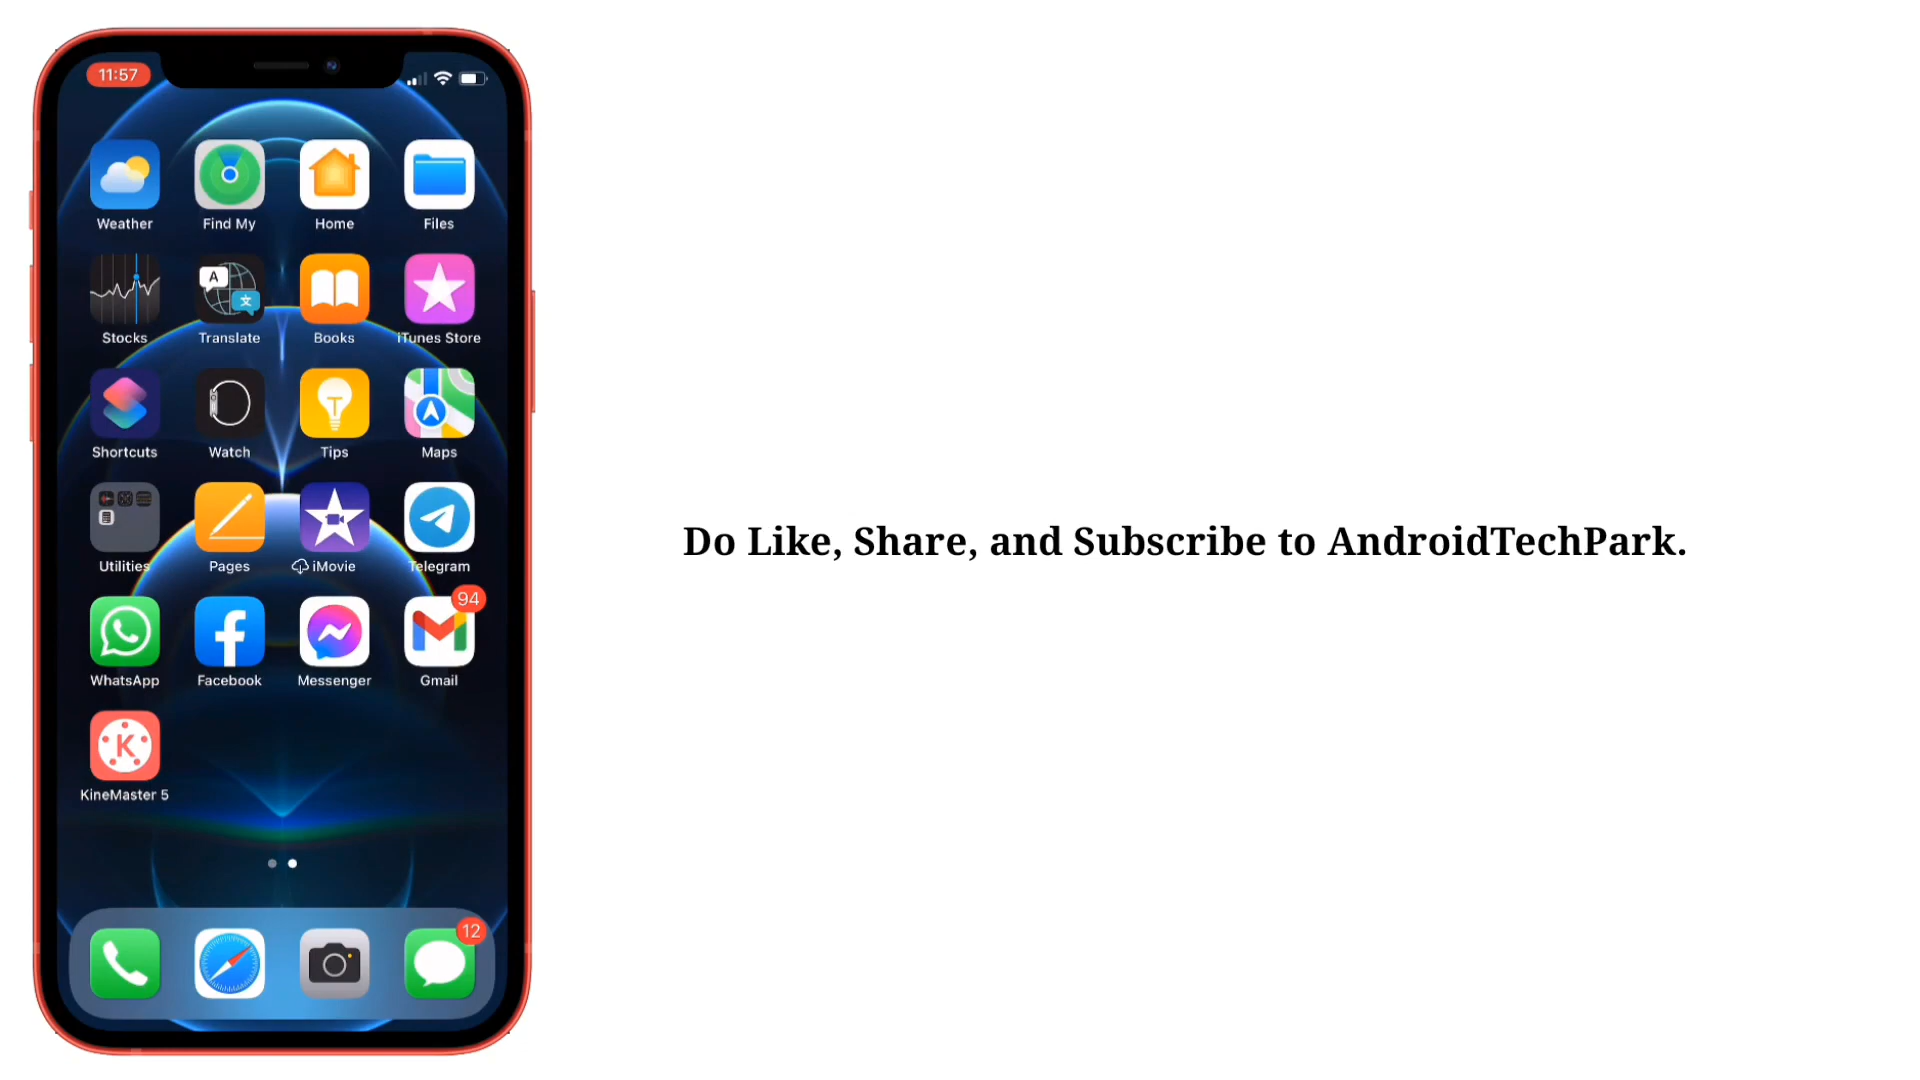 11:57
Weather
Find My
Home
Files
A
文
Stocks
Translate
Books
iTunes Store
T
Shortcuts
Watch
Tips
Maps
Utilities
Pages
iMovie
Telegram
94
WhatsApp
Facebook
Messenger
Gmail
K
KineMaster 5
12
Do Like, Share, and Subscribe to AndroidTechPark.